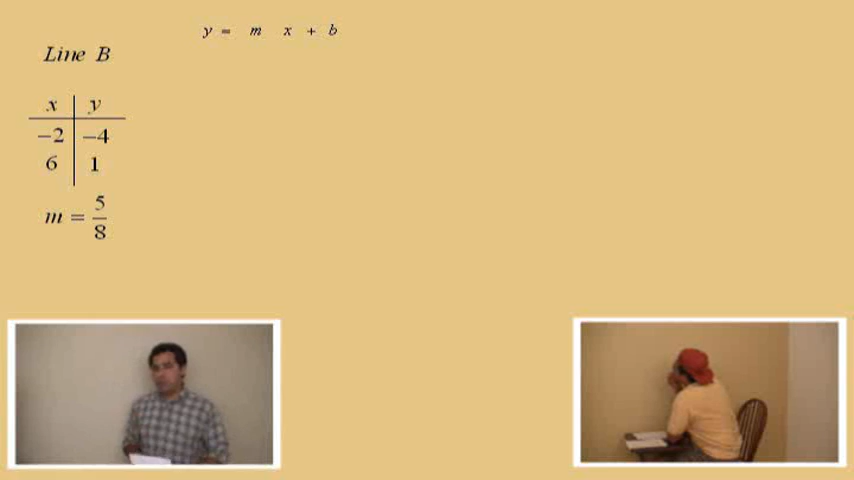 y = m x + b
Line B
x y
−2 −4
6 1
m = 5/8